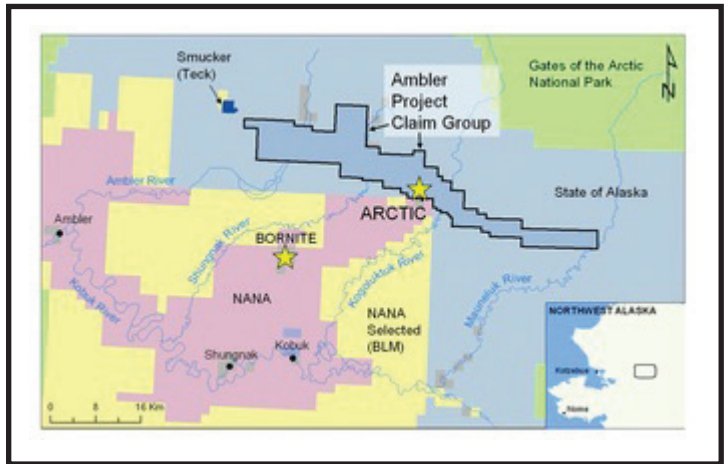 Smucker
(Teck)
Gates of the Arctic
National Park
N
Ambler
Project
Claim Group
Ambler River
State of Alaska
Ambler
ARCTIC
Shungnak River
BORNITE
Kogoluktuk River
Mauneluk River
Kobuk River
NANA
NANA
Selected
(BLM)
NORTHWEST ALASKA
Kobuk
Shungnak
Kotzebue
Nome
0 8 16 Km